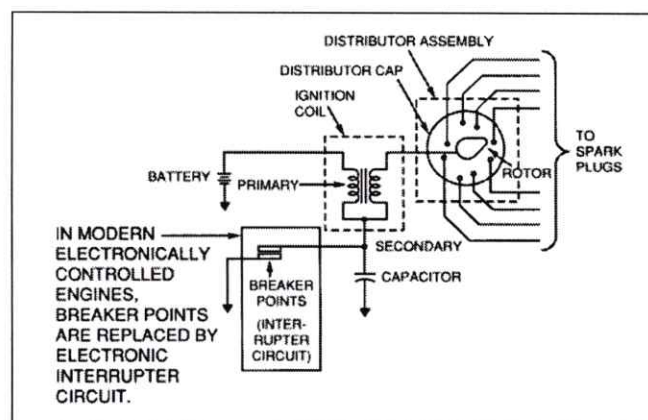 DISTRIBUTOR ASSEMBLY
DISTRIBUTOR CAP
IGNITION
COIL
TO
SPARK
PLUGS
ROTOR
BATTERY
PRIMARY
SECONDARY
CAPACITOR
BREAKER
POINTS
(INTER-
RUPTER
CIRCUIT)
IN MODERN
ELECTRONICALLY
CONTROLLED
ENGINES,
BREAKER POINTS
ARE REPLACED BY
ELECTRONIC
INTERRUPTER
CIRCUIT.